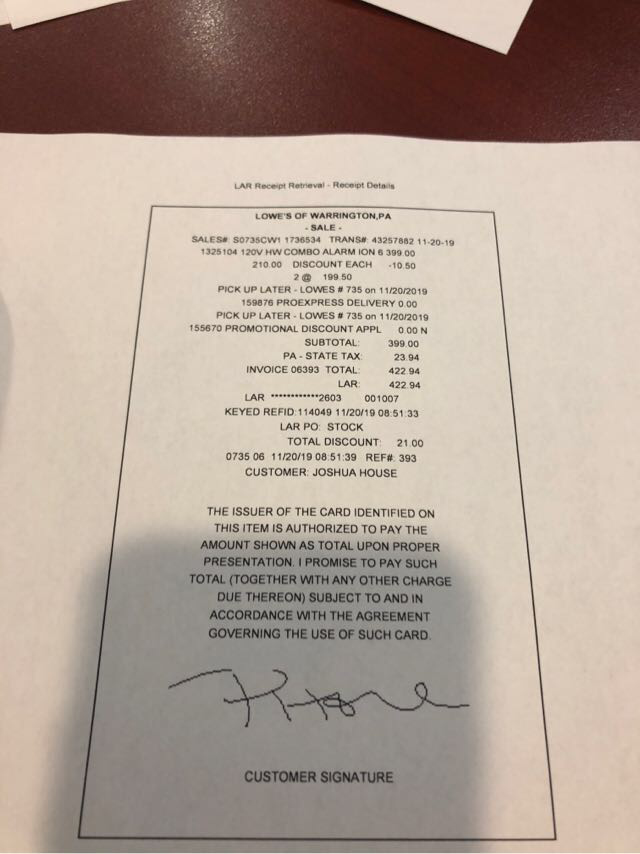 LAR Receipt Retrieval - Receipt Details
LOWE'S OF WARRINGTON,PA
- SALE -
SALES#: S0735CW1 1736534 TRANS#: 43257882 11-20-19
1325104 120V HW COMBO ALARM ION 6 399.00
210.00 DISCOUNT EACH -10.50
2 @ 199.50
PICK UP LATER - LOWES # 735 on 11/20/2019
159876 PROEXPRESS DELIVERY 0.00
PICK UP LATER - LOWES # 735 on 11/20/2019
155670 PROMOTIONAL DISCOUNT APPL 0.00 N
SUBTOTAL: 399.00
PA - STATE TAX: 23.94
INVOICE 06393 TOTAL: 422.94
LAR: 422.94
LAR ************2603 001007
KEYED REFID:114049 11/20/19 08:51:33
LAR PO: STOCK
TOTAL DISCOUNT: 21.00
0735 06 11/20/19 08:51:39 REF#: 393
CUSTOMER: JOSHUA HOUSE
THE ISSUER OF THE CARD IDENTIFIED ON
THIS ITEM IS AUTHORIZED TO PAY THE
AMOUNT SHOWN AS TOTAL UPON PROPER
PRESENTATION. I PROMISE TO PAY SUCH
TOTAL (TOGETHER WITH ANY OTHER CHARGE
DUE THEREON) SUBJECT TO AND IN
ACCORDANCE WITH THE AGREEMENT
GOVERNING THE USE OF SUCH CARD.
CUSTOMER SIGNATURE